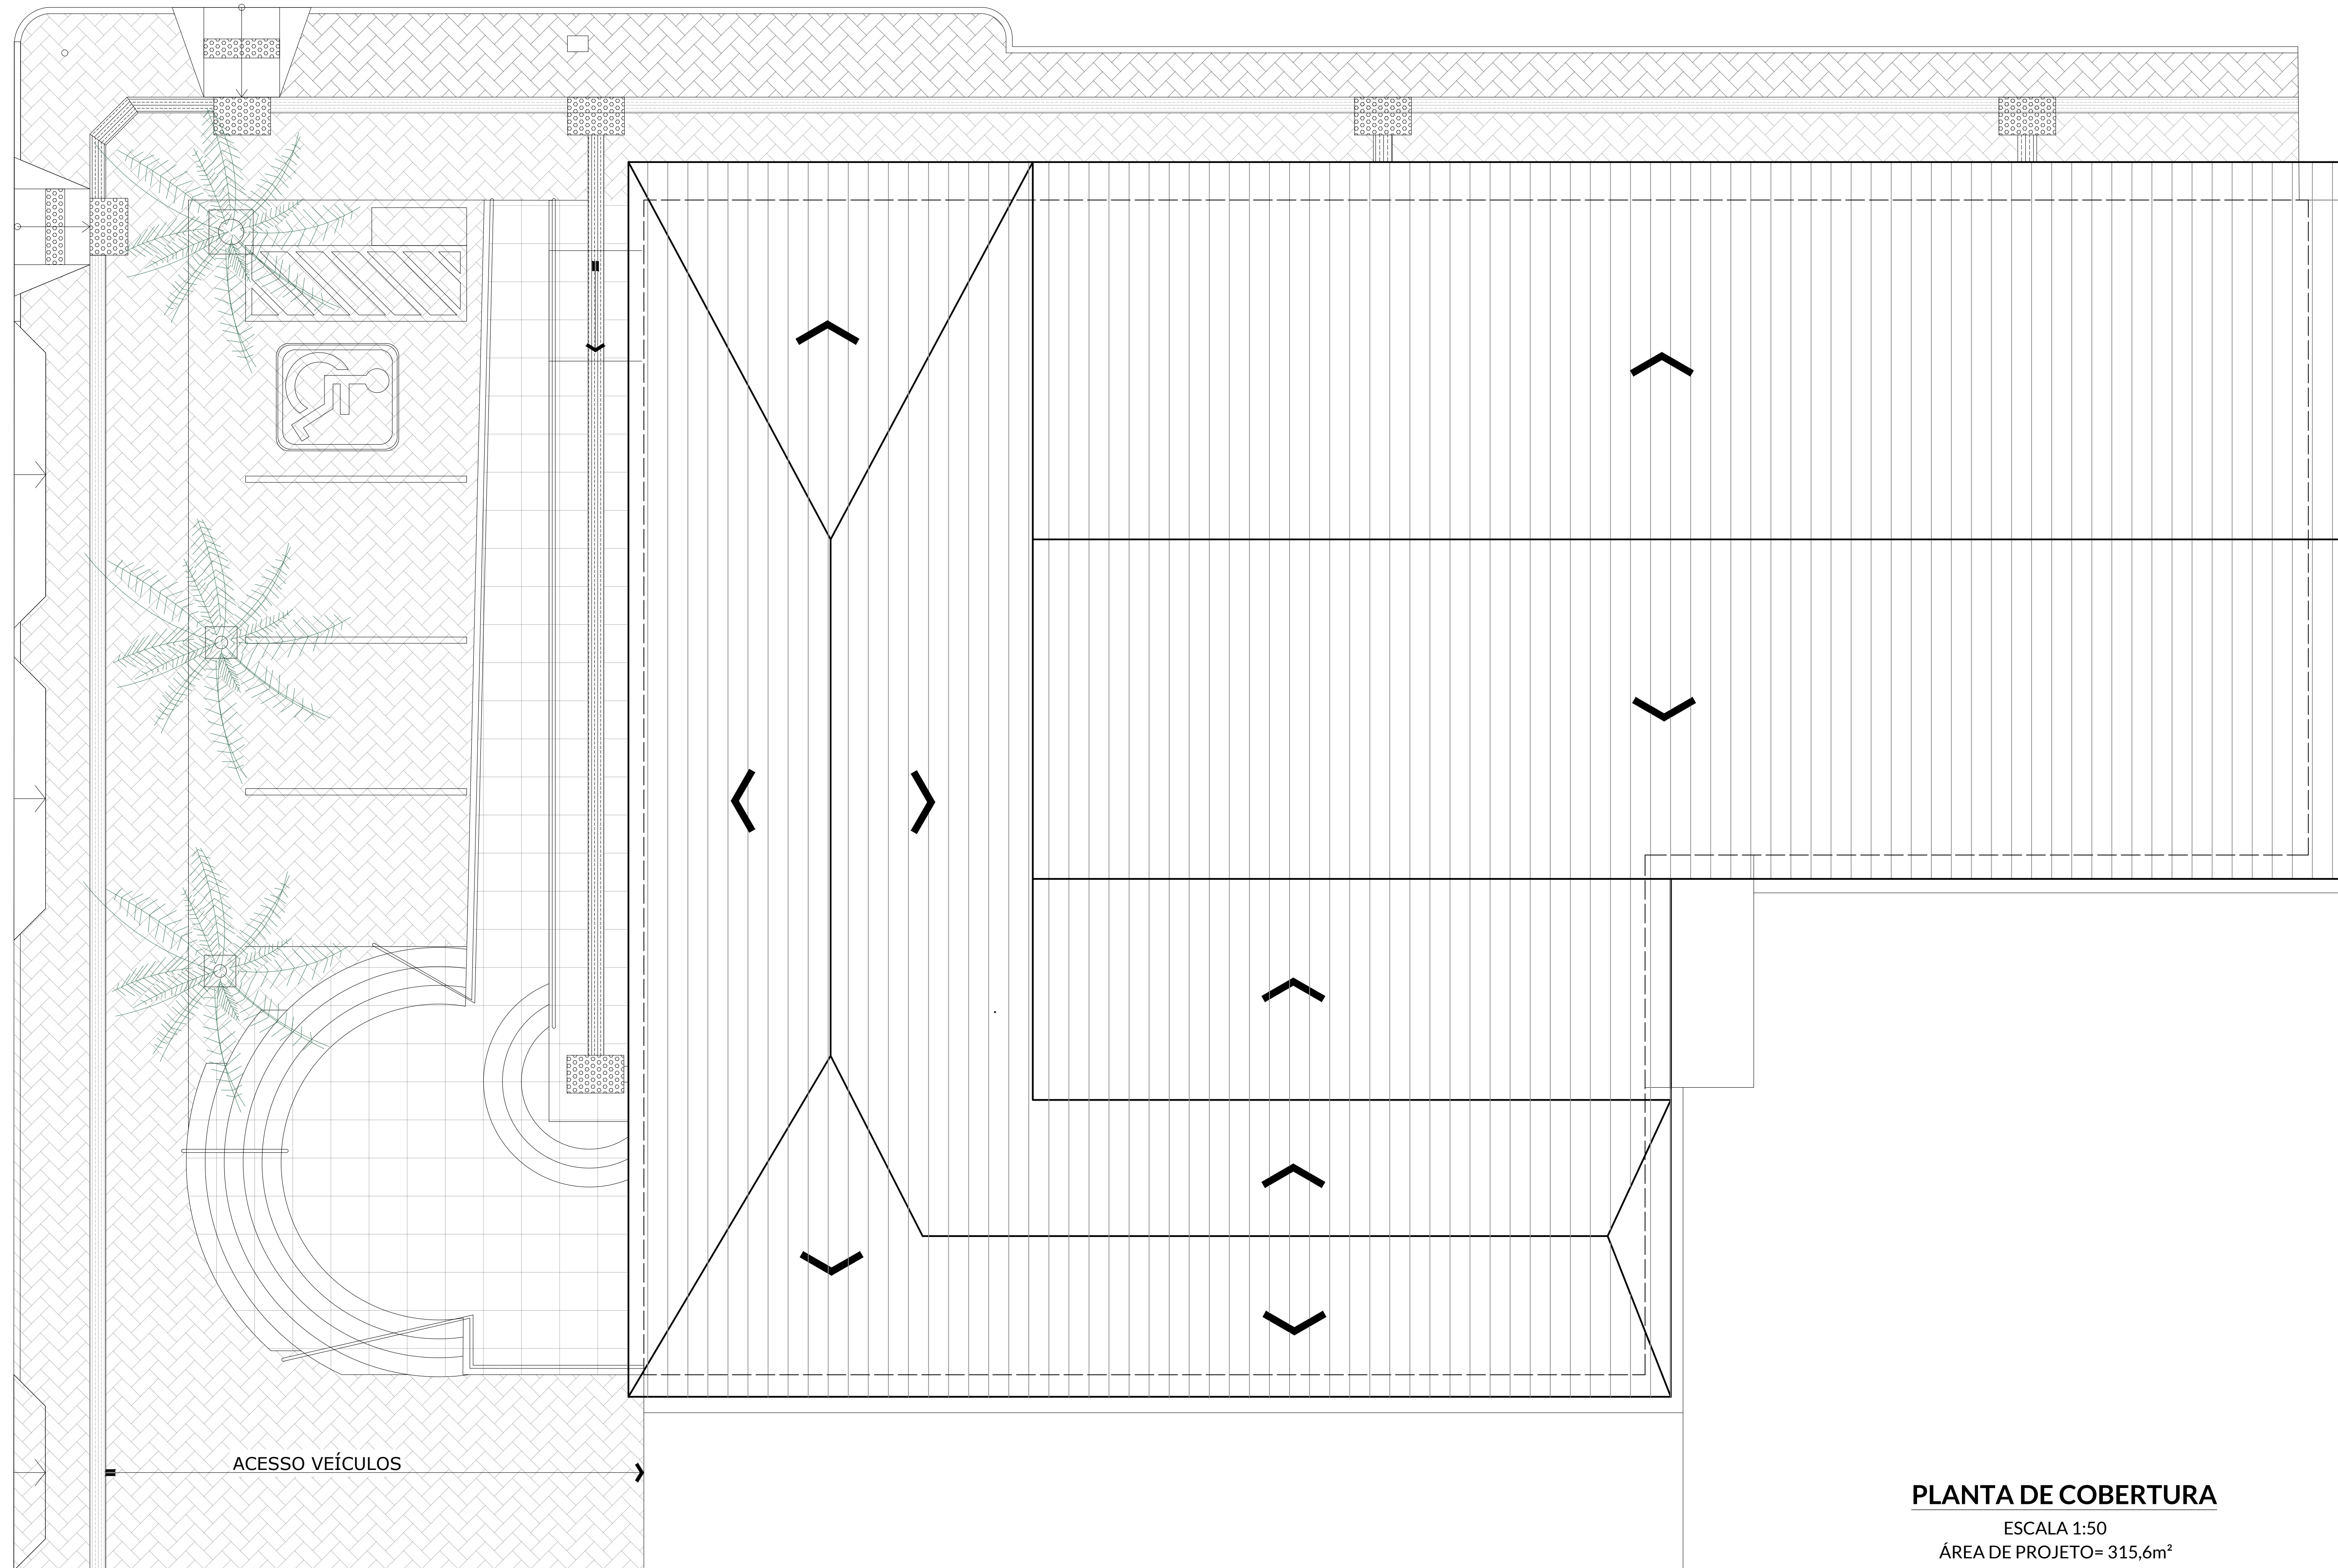 ACESSO VEÍCULOS
PLANTA DE COBERTURA
ESCALA 1:50
ÁREA DE PROJETO= 315,6m²